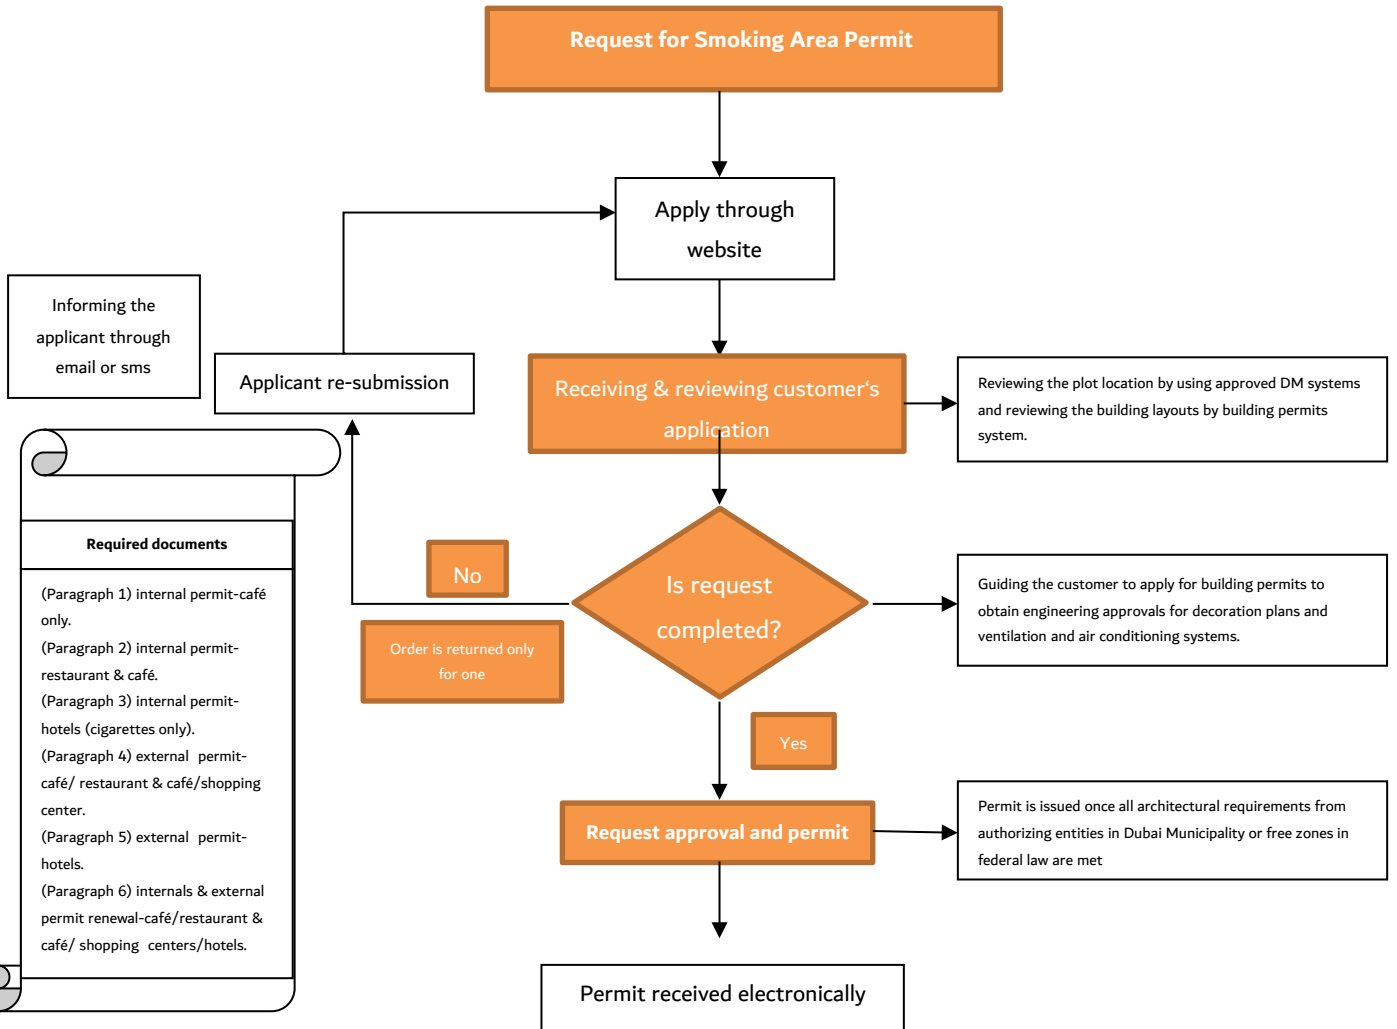 Request for Smoking Area Permit
Apply through
website
Informing the
applicant through
email or sms
Applicant re-submission
Receiving & reviewing customer‘s
application
Reviewing the plot location by using approved DM systems
and reviewing the building layouts by building permits
system.
Required documents
(Paragraph 1) internal permit-café
only.
(Paragraph 2) internal permit-
restaurant & café.
(Paragraph 3) internal permit-
hotels (cigarettes only).
(Paragraph 4) external permit-
café/ restaurant & café/shopping
center.
(Paragraph 5) external permit-
hotels.
(Paragraph 6) internals & external
permit renewal-café/restaurant &
café/ shopping centers/hotels.
No
Order is returned only
for one
Is request
completed?
Guiding the customer to apply for building permits to
obtain engineering approvals for decoration plans and
ventilation and air conditioning systems.
Yes
Request approval and permit
Permit is issued once all architectural requirements from
authorizing entities in Dubai Municipality or free zones in
federal law are met
Permit received electronically